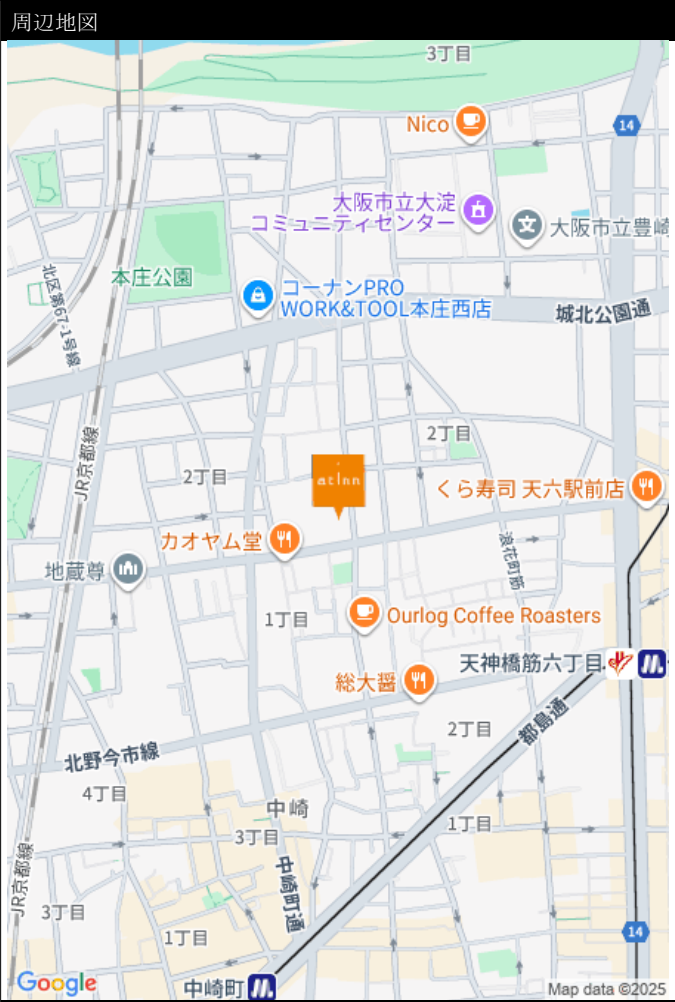 周辺地図
3丁目
Nico
14
大阪市立大淀
コミュニティセンター
大阪市立豊崎
本庄公園
北区第67-1号線
コーナンPRO
WORK&TOOL本庄西店
城北公園通
JR京都線
2丁目
2丁目
at inn
くら寿司 天六駅前店
カオヤム堂
浪花町筋
地蔵尊
1丁目
Ourlog Coffee Roasters
天神橋筋六丁目
総大醤
都島通
2丁目
北野今市線
4丁目
中崎
3丁目
1丁目
JR京都線
中崎町通
3丁目
1丁目
14
中崎町
Google
Map data ©2025